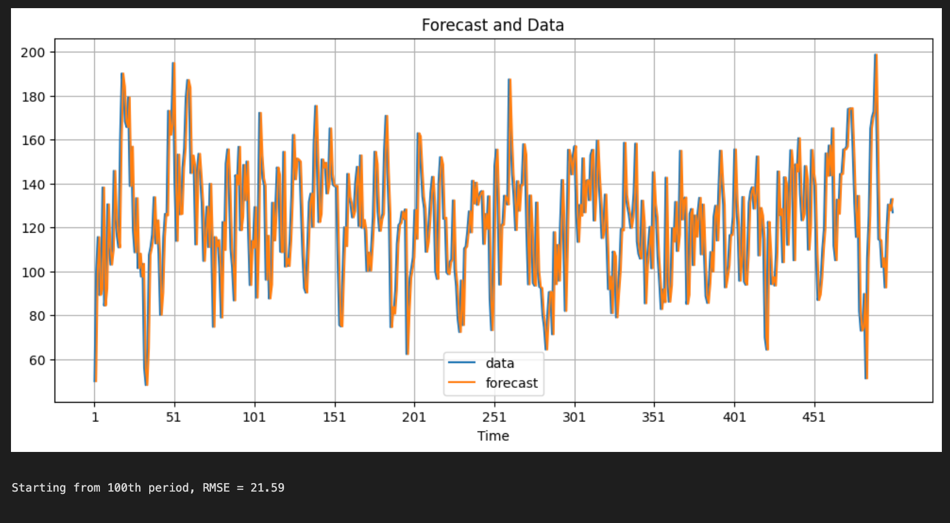 Forecast and Data
200
180
160
140
120
100
80
60
data
forecast
1 51 101 151 201 251 301 351 401 451
Time
Starting from 100th period, RMSE = 21.59